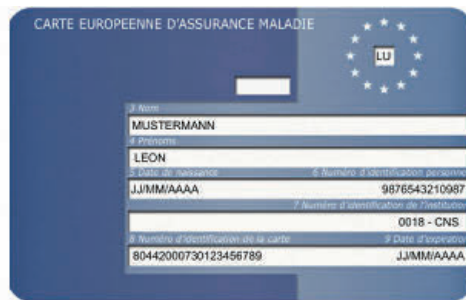 CARTE EUROPEENNE D'ASSURANCE MALADIE
LU
3 Nom
MUSTERMANN
4 Prénoms
LEON
5 Date de naissance 6 Numéro d'identification personnel
JJ/MM/AAAA 9876543210987
7 Numéro d'identification de l'institution
0018 - CNS
8 Numéro d'identification de la carte 9 Date d'expiration
80442000730123456789 JJ/MM/AAAA